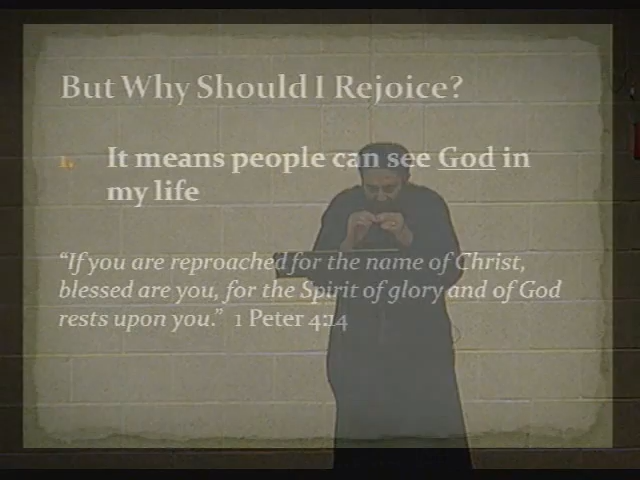 But Why Should I Rejoice?
1. It means people can see God in
my life
“If you are reproached for the name of Christ,
blessed are you, for the Spirit of glory and of God
rests upon you.” 1 Peter 4:14